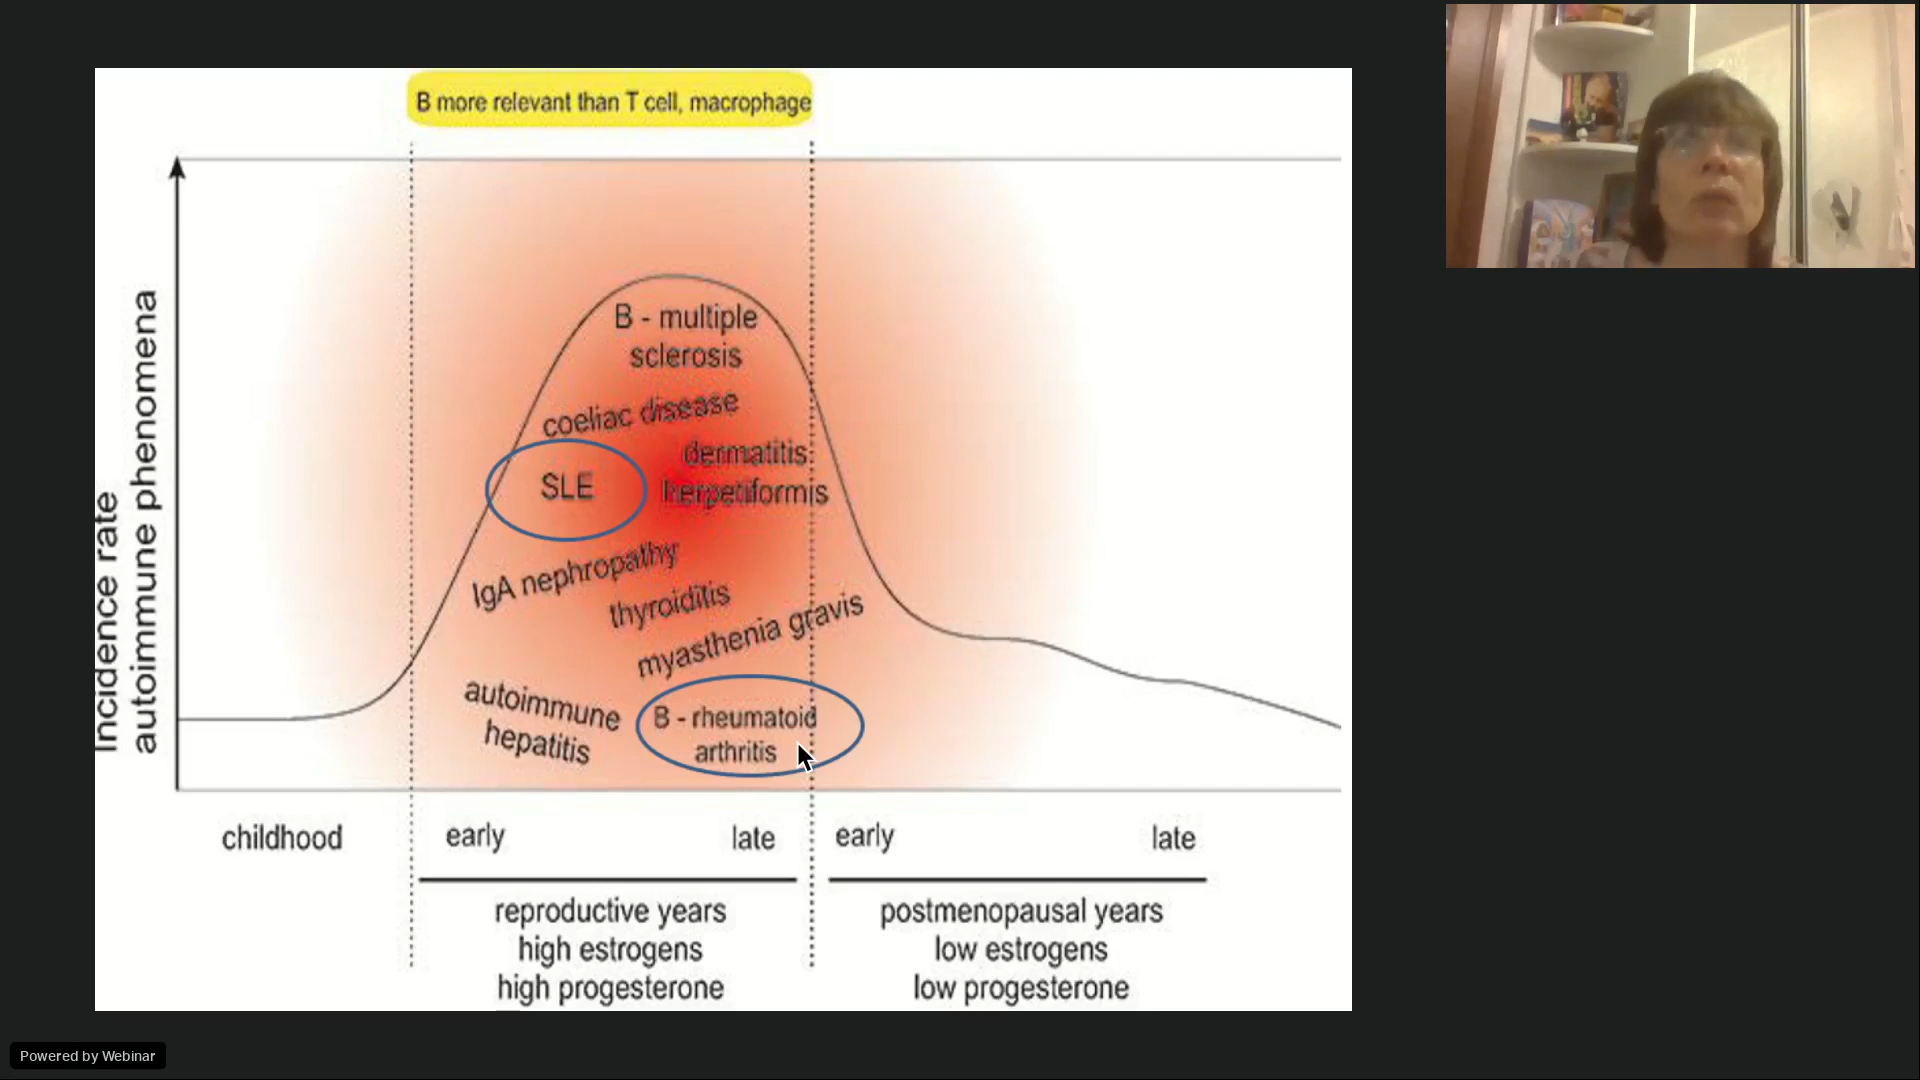 B more relevant than T cell, macrophage
Incidence rate
autoimmune phenomena
B - multiple
sclerosis
coeliac disease
dermatitis
herpetiformis
SLE
IgA nephropathy
thyroiditis
myasthenia gravis
autoimmune
hepatitis
B - rheumatoid
arthritis
childhood
early
late
early
late
reproductive years
high estrogens
high progesterone
postmenopausal years
low estrogens
low progesterone
Powered by Webinar